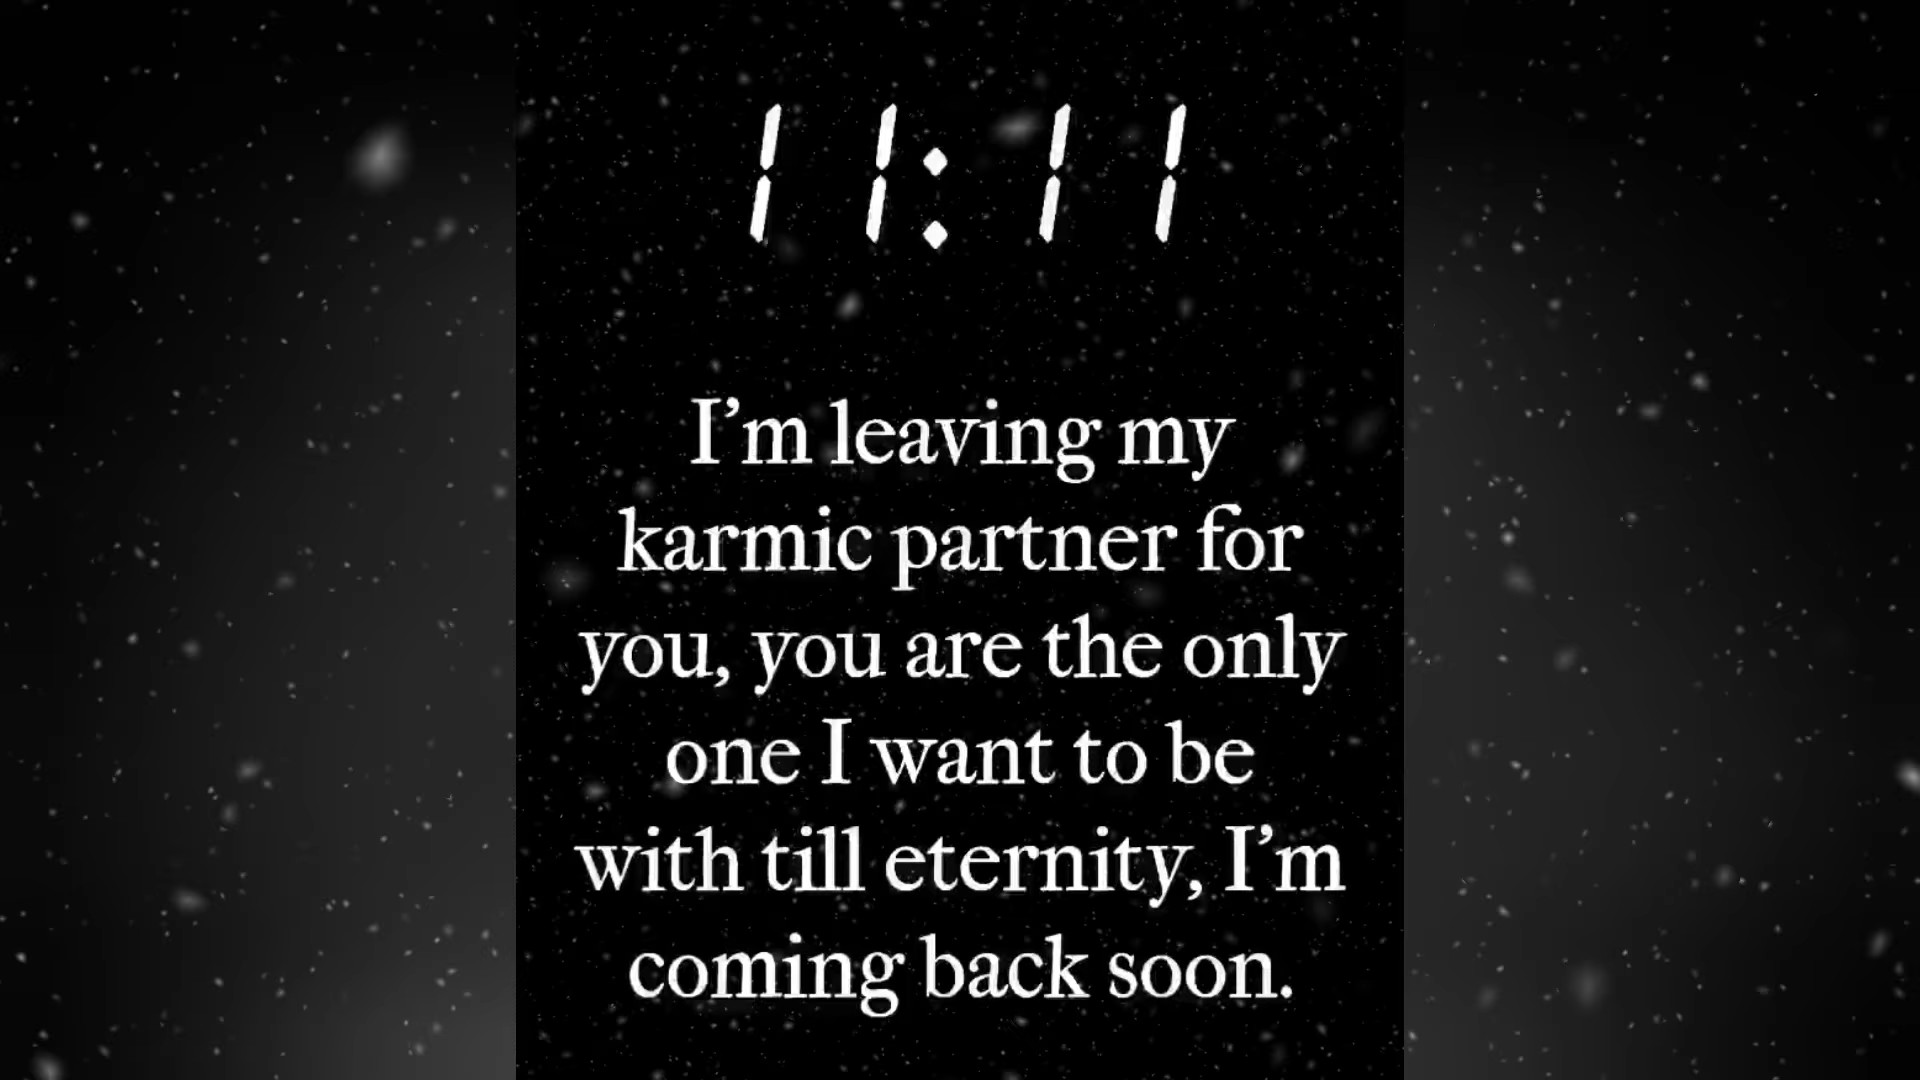 11:11
I’m leaving my
karmic partner for
you, you are the only
one I want to be
with till eternity, I’m
coming back soon.